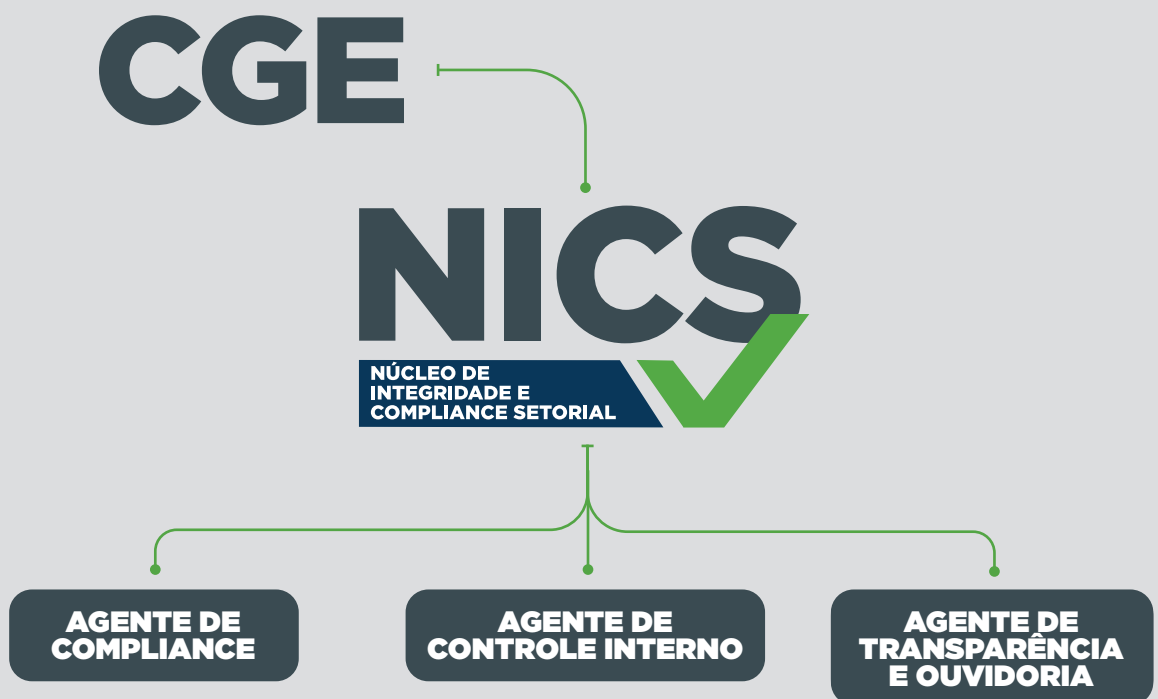 CGE
NICS
NÚCLEO DE
INTEGRIDADE E
COMPLIANCE SETORIAL
AGENTE DE
COMPLIANCE
AGENTE DE
CONTROLE INTERNO
AGENTE DE
TRANSPARÊNCIA
E OUVIDORIA